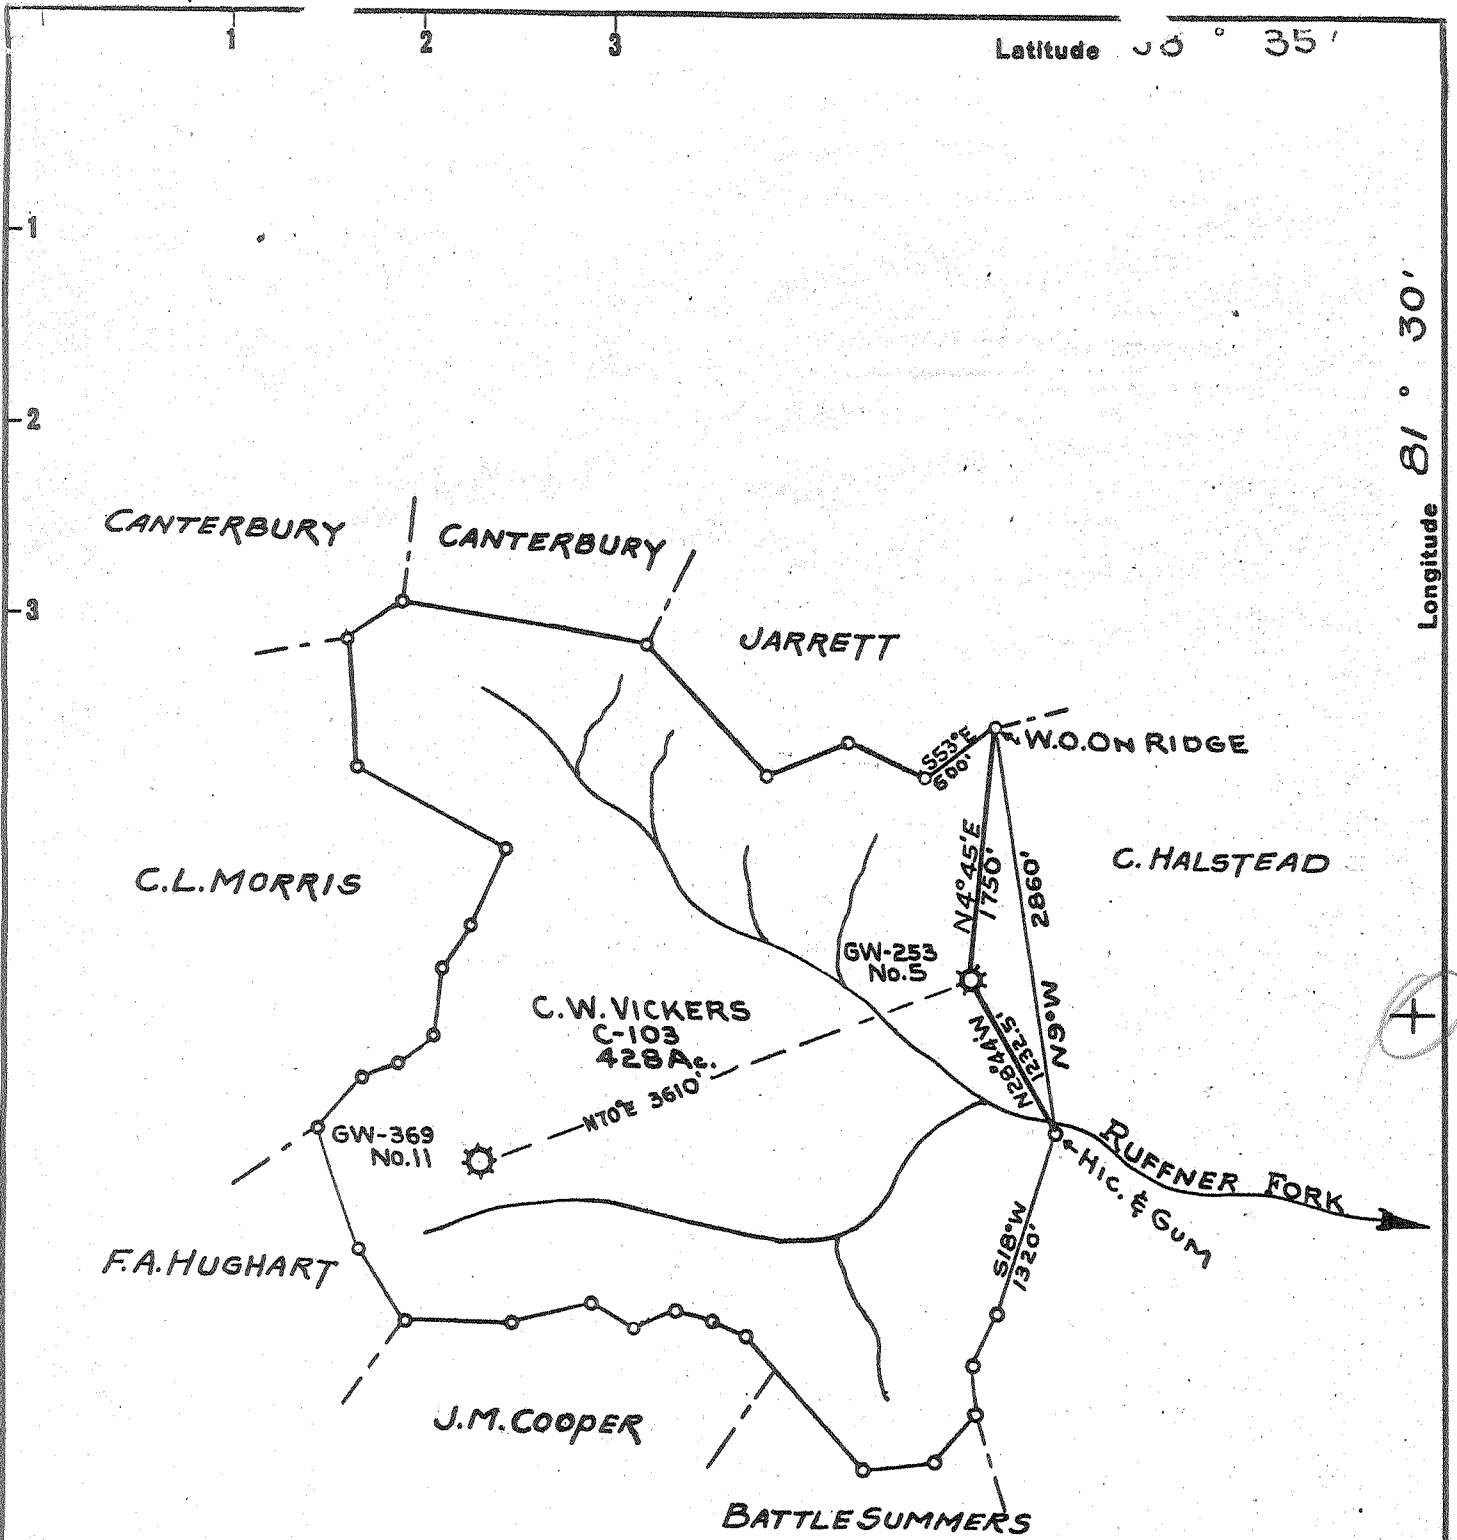 1 2 3
Latitude ° 35'
-1
-2
-3
Longitude 81° 30'
CANTERBURY
CANTERBURY
JARRETT
W.O. ON RIDGE
S53°E
600'
N4°45'E
1750'
2860'
N9°W
C. HALSTEAD
C.L. MORRIS
GW-253
No. 5
C.W. VICKERS
C-103
428 Ac.
N28°44'W
1232.5'
N70°E 3610'
GW-369
No. 11
RUFFNER FORK
HIC. & GUM
S18°W
1320'
F.A. HUGHART
J.M. COOPER
BATTLE SUMMERS